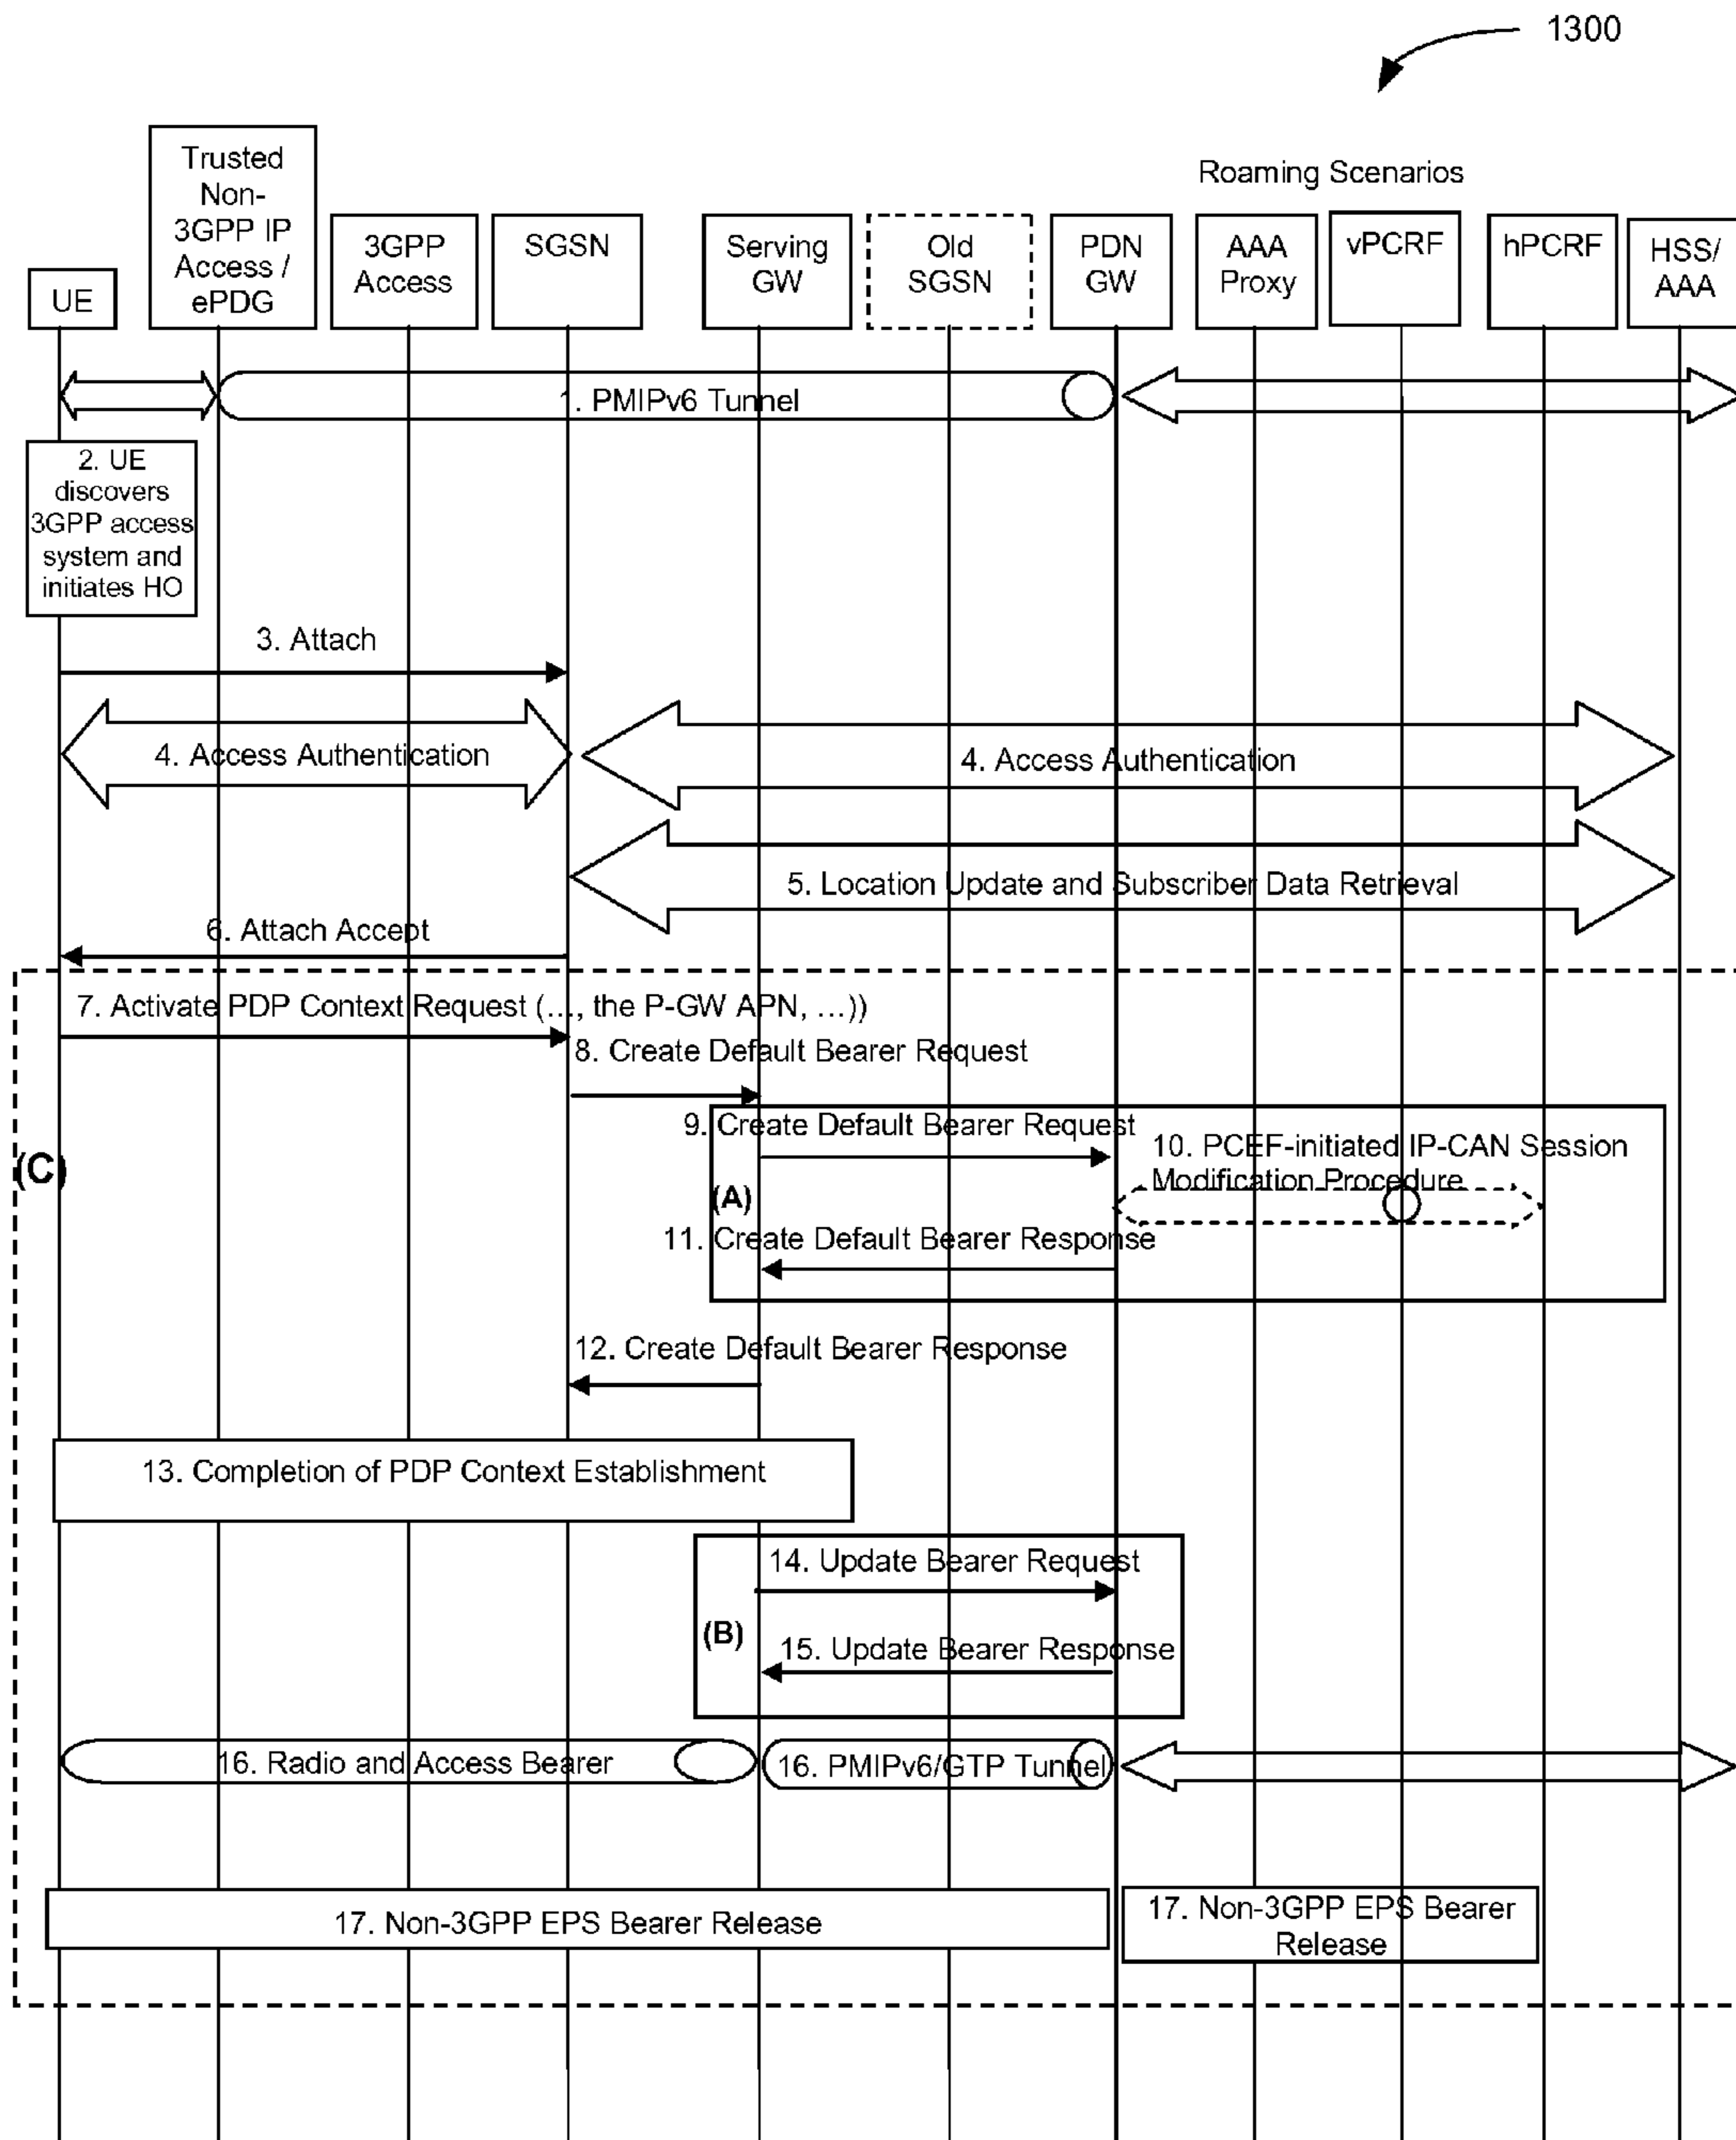 1300
Roaming Scenarios
Trusted
Non-
3GPP IP
Access /
ePDG
UE
3GPP
Access
SGSN
Serving
GW
Old
SGSN
PDN
GW
AAA
Proxy
vPCRF
hPCRF
HSS/
AAA
1. PMIPv6 Tunnel
2. UE
discovers
3GPP access
system and
initiates HO
3. Attach
4. Access Authentication
4. Access Authentication
5. Location Update and Subscriber Data Retrieval
6. Attach Accept
7. Activate PDP Context Request (..., the P-GW APN, ...))
8. Create Default Bearer Request
9. Create Default Bearer Request
10. PCEF-initiated IP-CAN Session
Modification Procedure
(C)
(A)
11. Create Default Bearer Response
12. Create Default Bearer Response
13. Completion of PDP Context Establishment
14. Update Bearer Request
(B)
15. Update Bearer Response
16. Radio and Access Bearer
16. PMIPv6/GTP Tunnel
17. Non-3GPP EPS Bearer Release
17. Non-3GPP EPS Bearer
Release